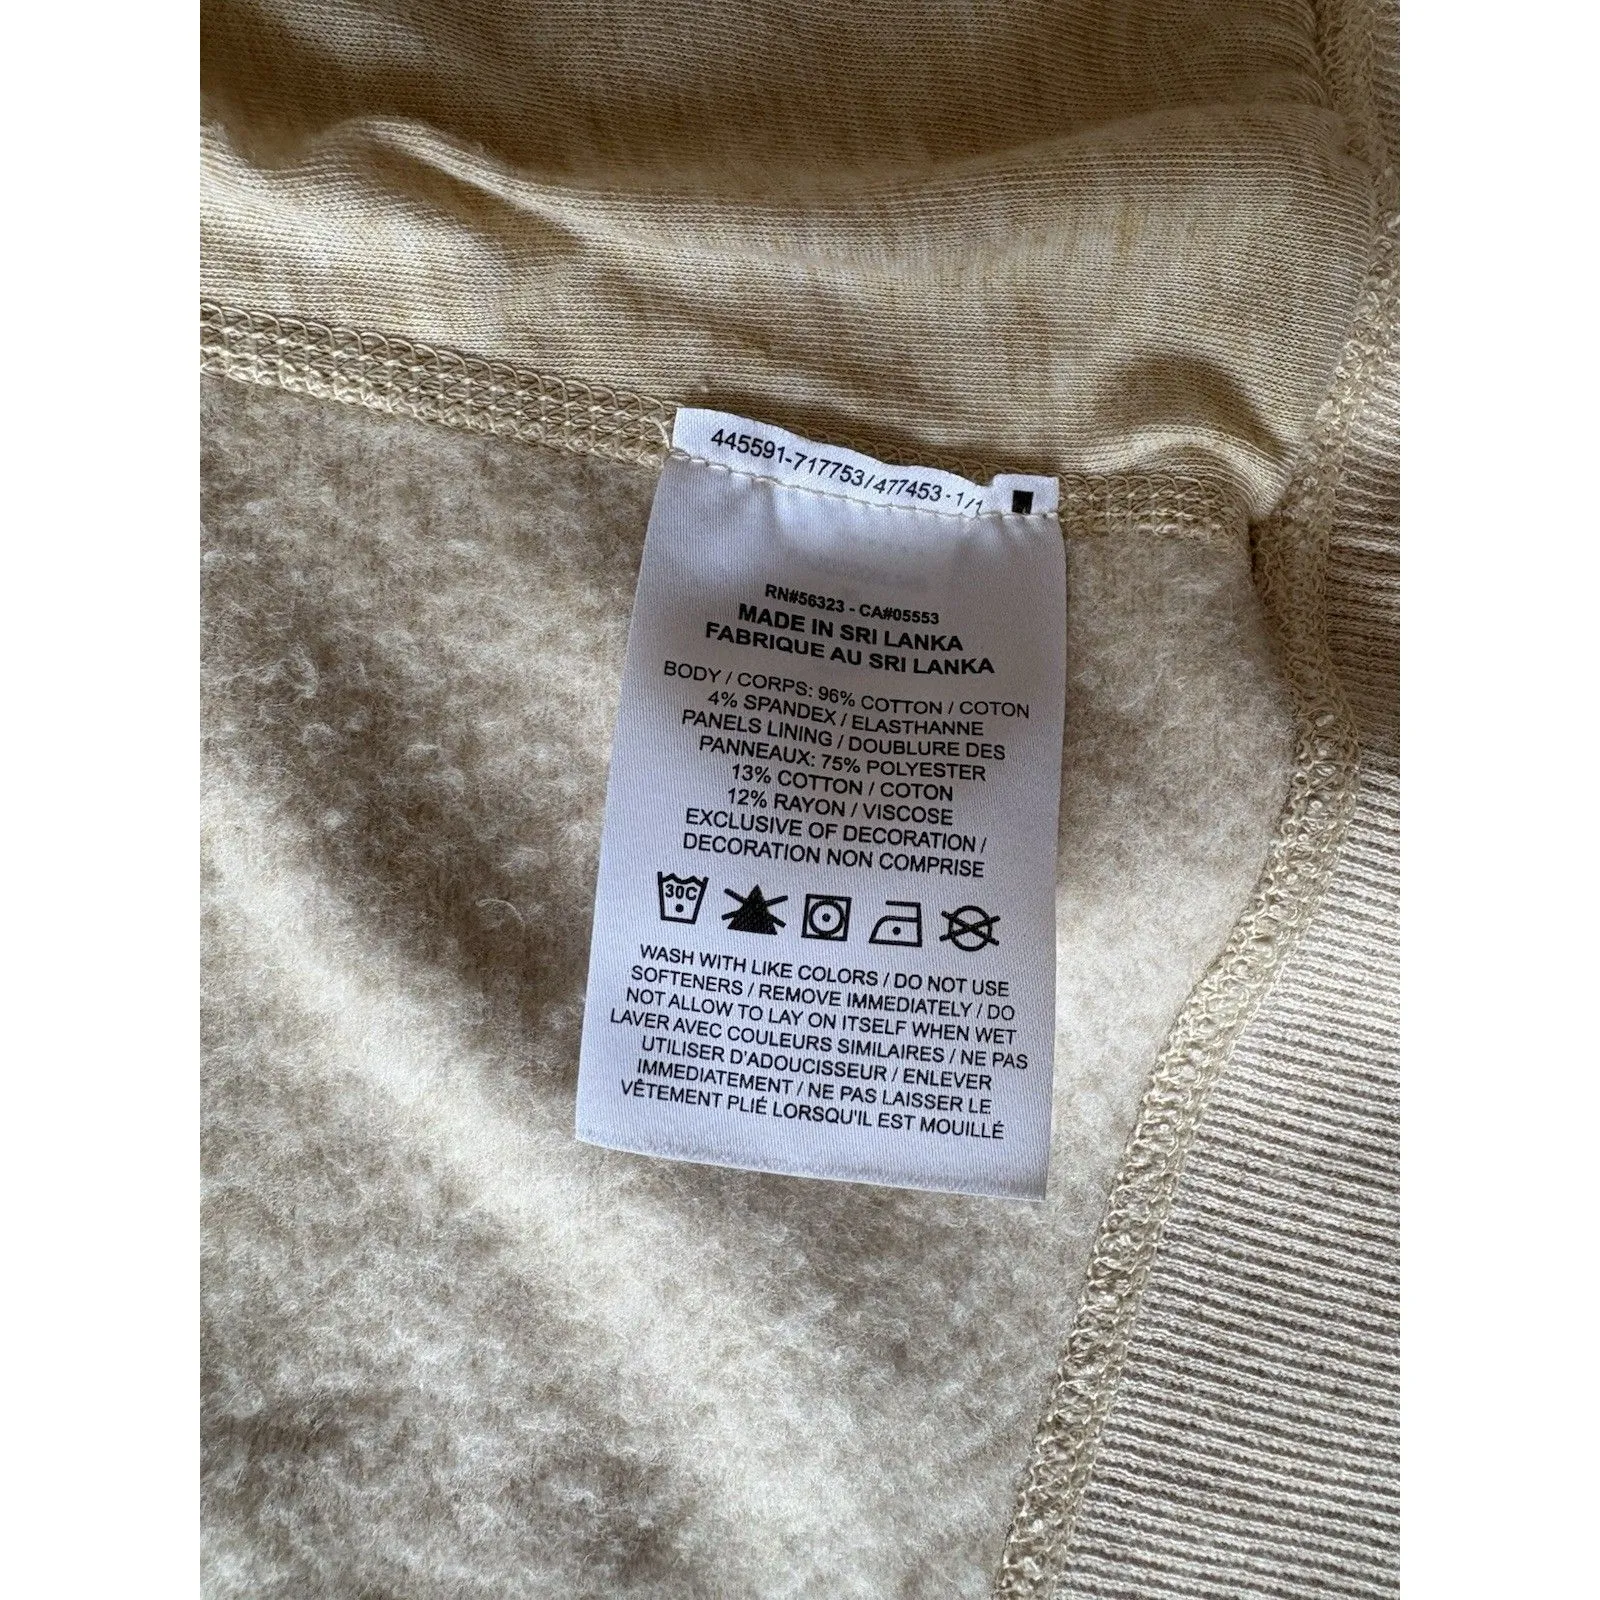 445591-717753/477453-1/1
RN#56323 - CA#05553
MADE IN SRI LANKA
FABRIQUE AU SRI LANKA
BODY / CORPS: 96% COTTON / COTON
4% SPANDEX / ELASTHANNE
PANELS LINING / DOUBLURE DES
PANNEAUX: 75% POLYESTER
13% COTTON / COTON
12% RAYON / VISCOSE
EXCLUSIVE OF DECORATION /
DECORATION NON COMPRISE
30C
WASH WITH LIKE COLORS / DO NOT USE
SOFTENERS / REMOVE IMMEDIATELY / DO
NOT ALLOW TO LAY ON ITSELF WHEN WET
LAVER AVEC COULEURS SIMILAIRES / NE PAS
UTILISER D'ADOUCISSEUR / ENLEVER
IMMEDIATEMENT / NE PAS LAISSER LE
VÊTEMENT PLIÉ LORSQU'IL EST MOUILLÉ